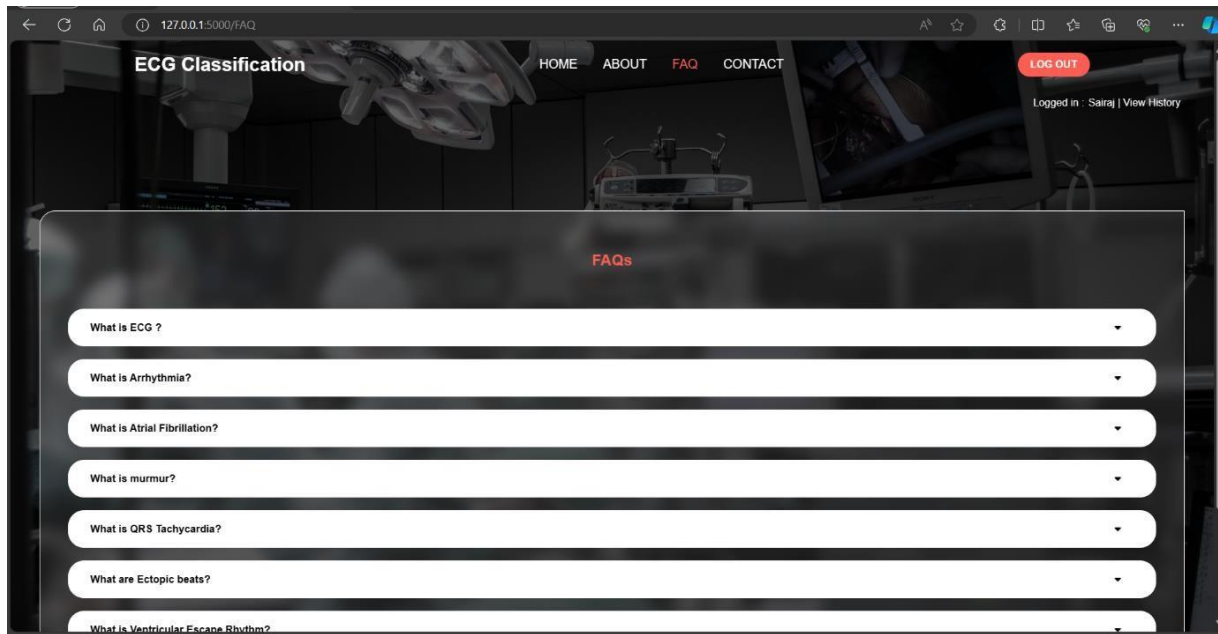 127.0.0.1:5000/FAQ
ECG Classification
HOME ABOUT FAQ CONTACT
LOG OUT
Logged in : Sairaj | View History
FAQs
What is ECG ?
What is Arrhythmia?
What is Atrial Fibrillation?
What is murmur?
What is QRS Tachycardia?
What are Ectopic beats?
What is Ventricular Escape Rhythm?